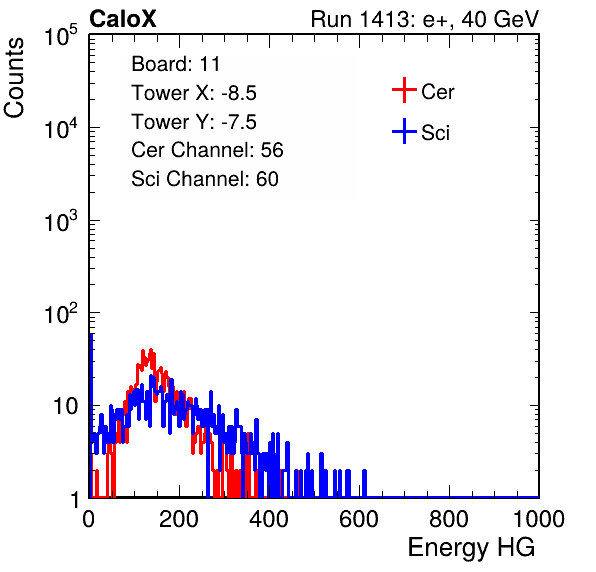 CaloX Run 1413: e+, 40 GeV
Counts
Board: 11
Tower X: -8.5
Tower Y: -7.5
Cer Channel: 56
Sci Channel: 60
Cer
Sci
10^5
10^4
10^3
10^2
10
1
0 200 400 600 800 1000
Energy HG